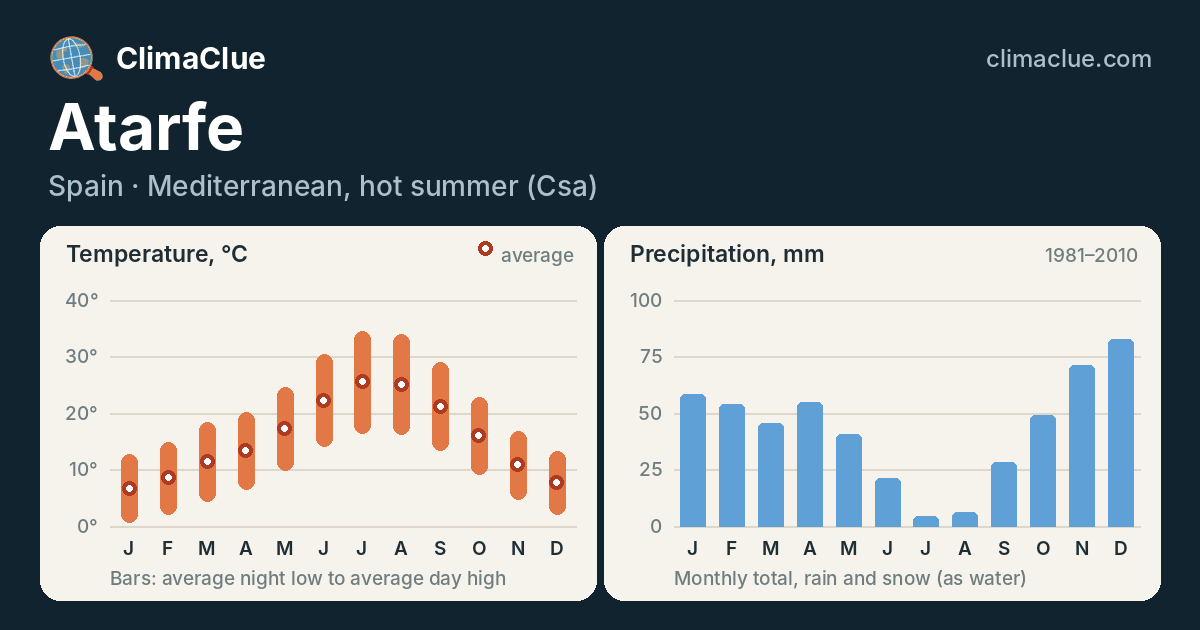 ClimaClue
climaclue.com
Atarfe
Spain · Mediterranean, hot summer (Csa)
Temperature, °C
average
40°
30°
20°
10°
0°
J F M A M J J A S O N D
Bars: average night low to average day high
Precipitation, mm
1981–2010
100
75
50
25
0
J F M A M J J A S O N D
Monthly total, rain and snow (as water)